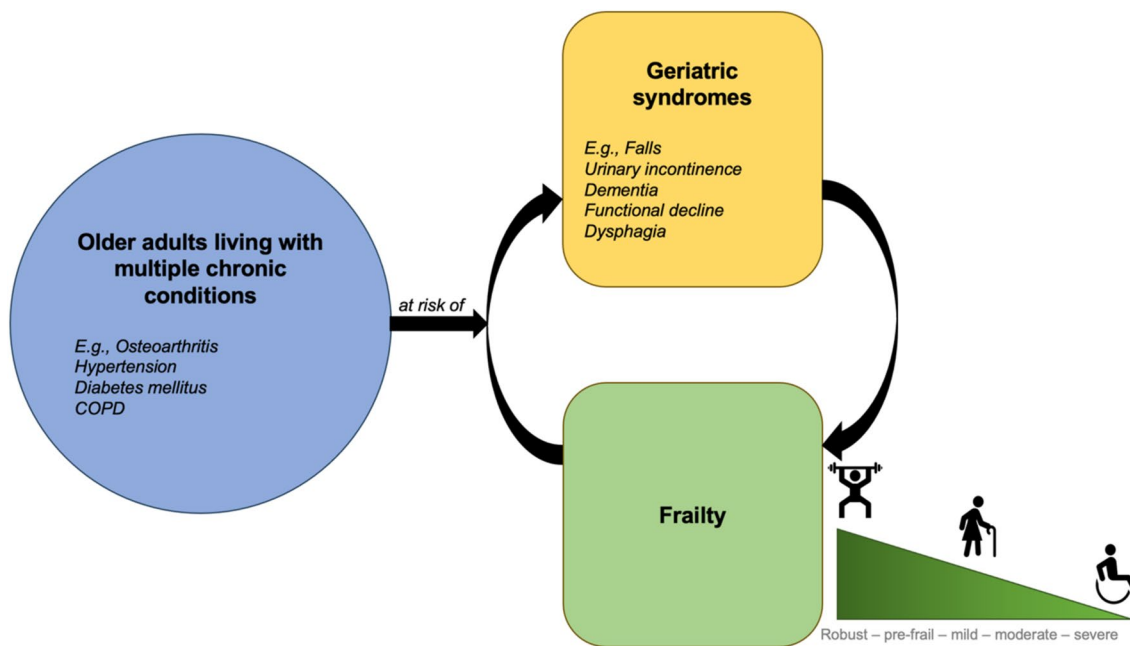 Older adults living with
multiple chronic
conditions
E.g., Osteoarthritis
Hypertension
Diabetes mellitus
COPD
at risk of
Geriatric
syndromes
E.g., Falls
Urinary incontinence
Dementia
Functional decline
Dysphagia
Frailty
Robust – pre-frail – mild – moderate – severe